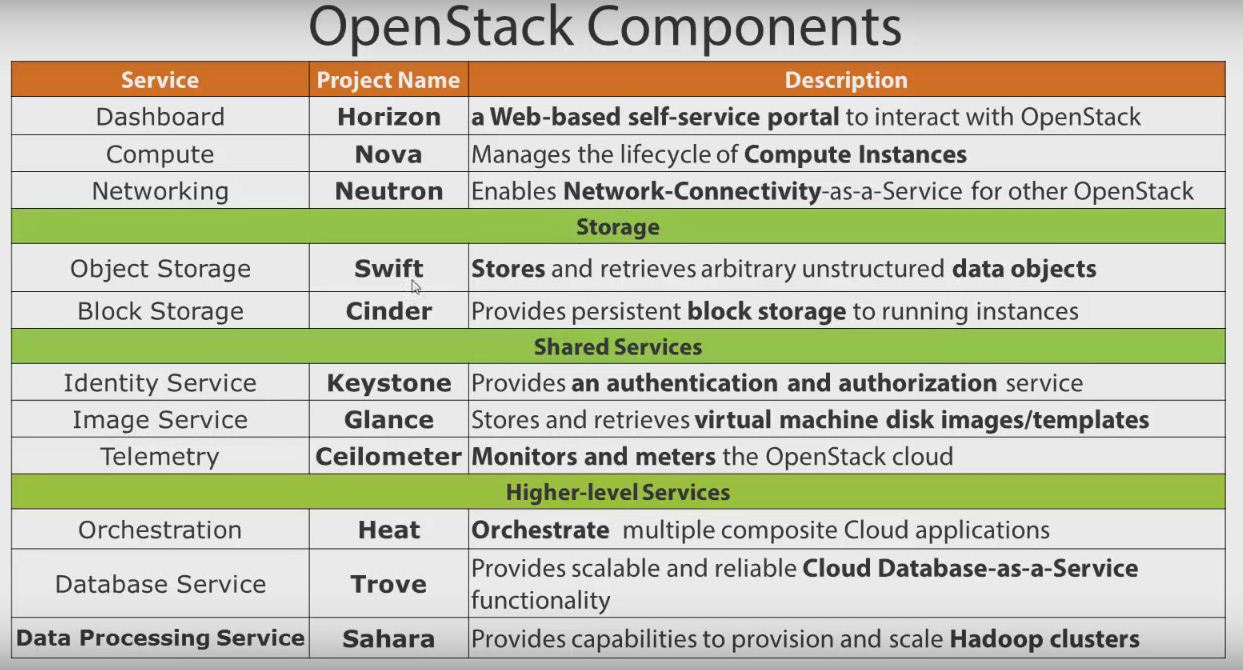 OpenStack Components
Service Project Name Description
Dashboard Horizon a Web-based self-service portal to interact with OpenStack
Compute Nova Manages the lifecycle of Compute Instances
Networking Neutron Enables Network-Connectivity-as-a-Service for other OpenStack
Storage
Object Storage Swift Stores and retrieves arbitrary unstructured data objects
Block Storage Cinder Provides persistent block storage to running instances
Shared Services
Identity Service Keystone Provides an authentication and authorization service
Image Service Glance Stores and retrieves virtual machine disk images/templates
Telemetry Ceilometer Monitors and meters the OpenStack cloud
Higher-level Services
Orchestration Heat Orchestrate multiple composite Cloud applications
Database Service Trove Provides scalable and reliable Cloud Database-as-a-Service
functionality
Data Processing Service Sahara Provides capabilities to provision and scale Hadoop clusters